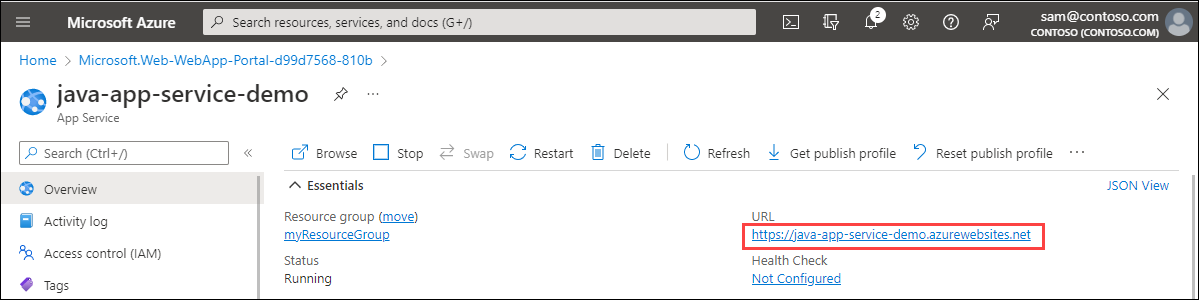 Microsoft Azure
Search resources, services, and docs (G+/)
2
sam@contoso.com
CONTOSO (CONTOSO.COM)
Home > Microsoft.Web-WebApp-Portal-d99d7568-810b >
java-app-service-demo
App Service
Search (Ctrl+/)
Browse Stop Swap Restart Delete Refresh Get publish profile Reset publish profile
Overview
Activity log
Access control (IAM)
Tags
Essentials
JSON View
Resource group (move)
myResourceGroup
Status
Running
URL
https://java-app-service-demo.azurewebsites.net
Health Check
Not Configured